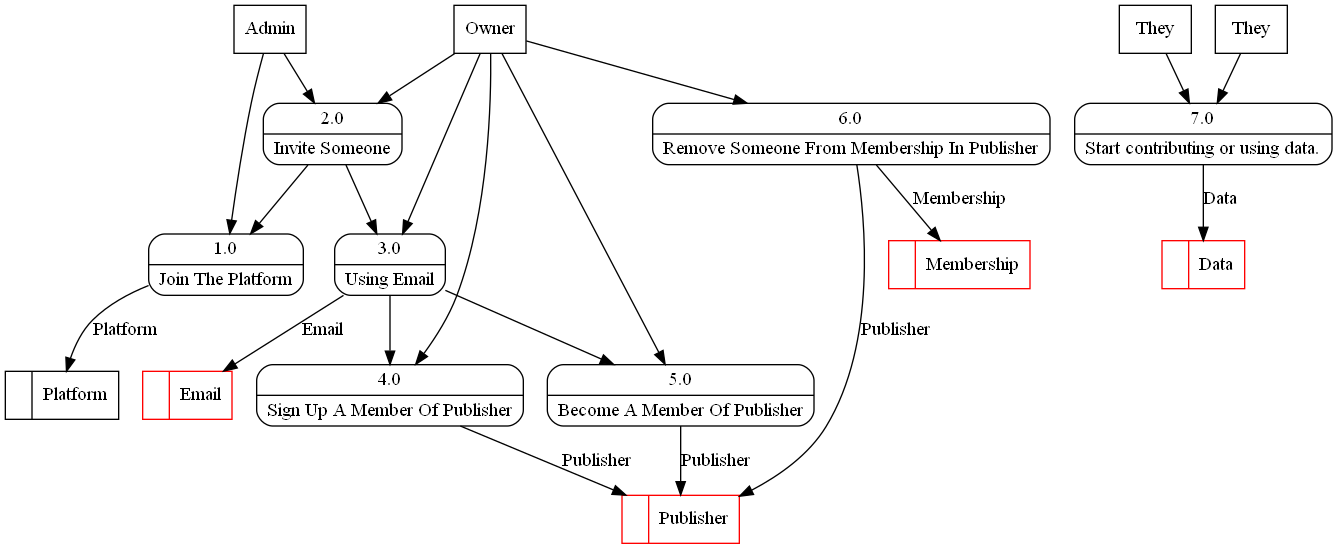 Admin
Owner
They
They
2.0
Invite Someone
6.0
Remove Someone From Membership In Publisher
7.0
Start contributing or using data.
Membership
Data
1.0
Join The Platform
3.0
Using Email
Membership
Data
Platform
Email
Publisher
Platform
Email
4.0
Sign Up A Member Of Publisher
5.0
Become A Member Of Publisher
Publisher
Publisher
Publisher